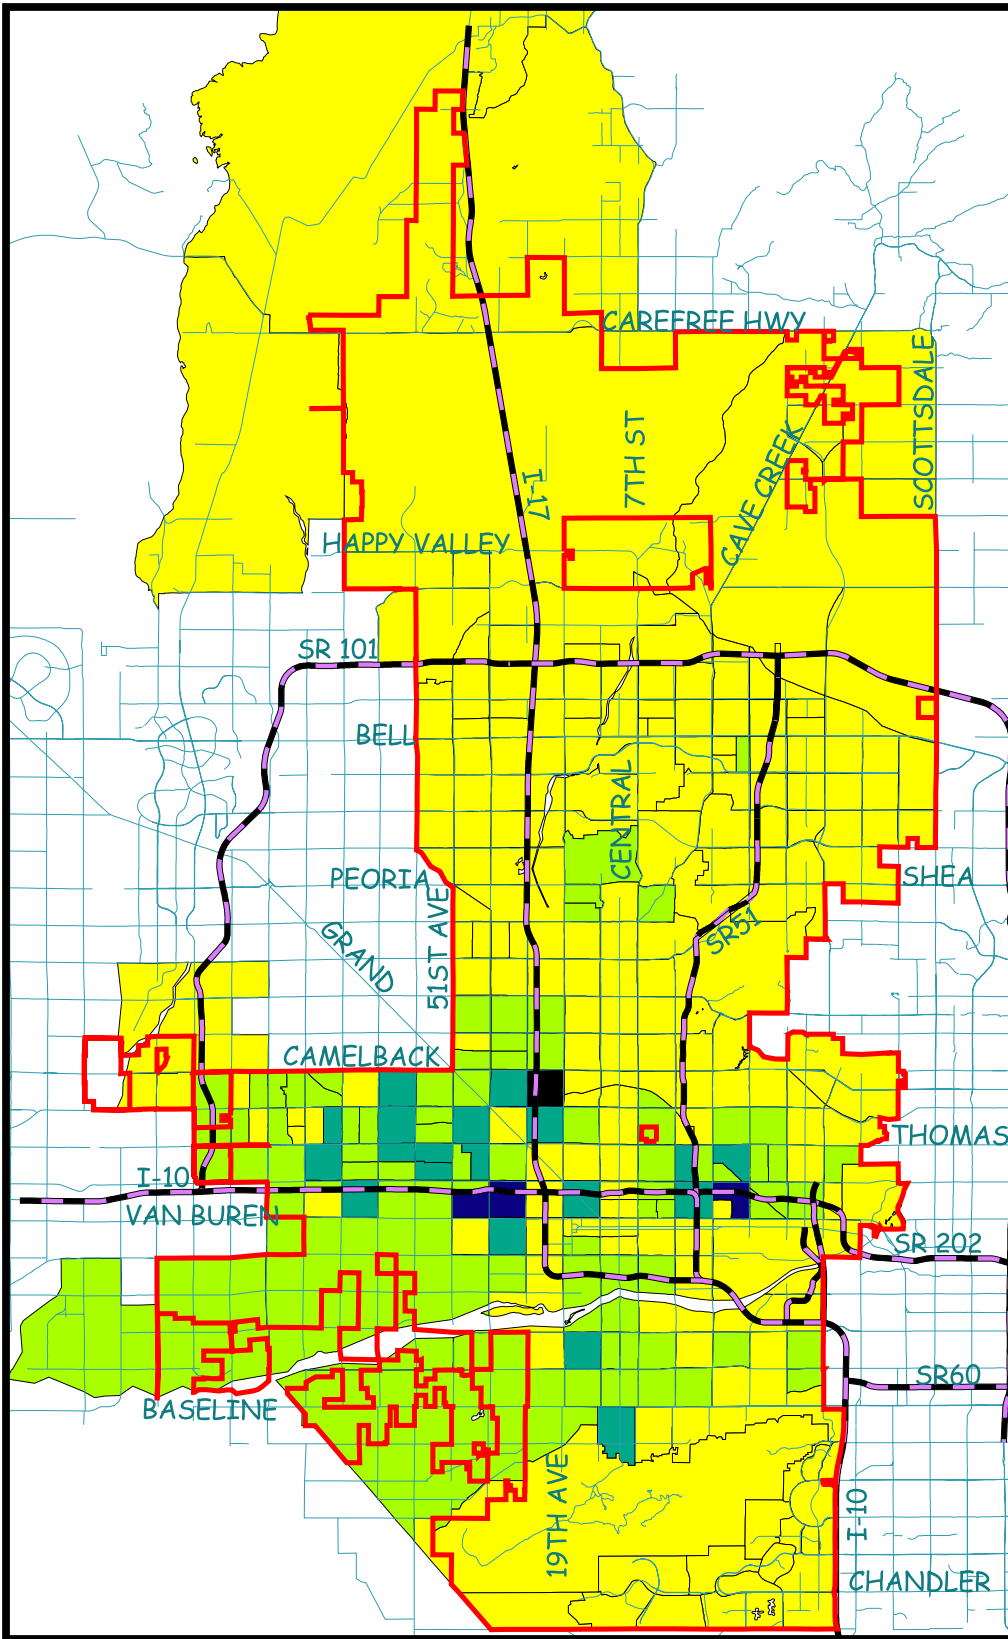 CAREFREE HWY
SCOTTSDALE
7TH ST
CAVE CREEK
I-17
HAPPY VALLEY
SR 101
BELL
CENTRAL
PEORIA
SHEA
51ST AVE
GRAND
SR51
CAMELBACK
THOMAS
I-10
VAN BUREN
SR 202
SR60
BASELINE
19TH AVE
I-10
CHANDLER